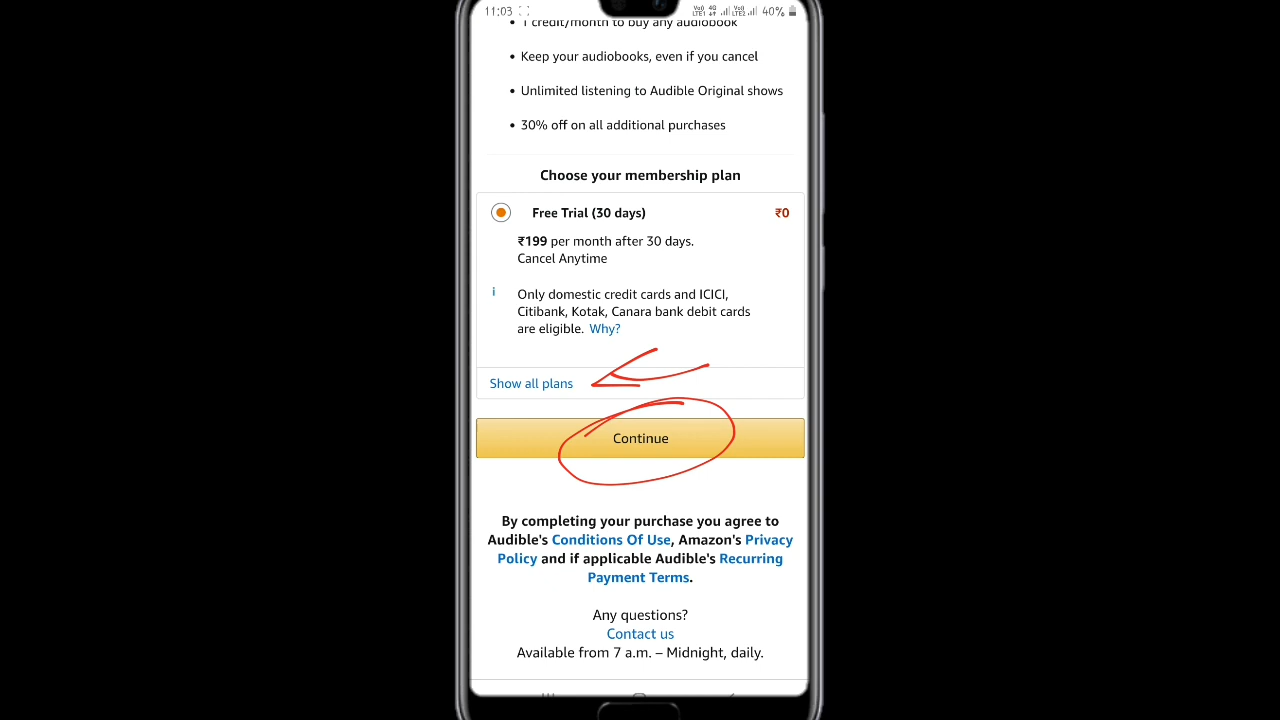 11:03 40%
• 1 credit/month to buy any audiobook
• Keep your audiobooks, even if you cancel
• Unlimited listening to Audible Original shows
• 30% off on all additional purchases
Choose your membership plan
Free Trial (30 days) ₹0
₹199 per month after 30 days.
Cancel Anytime
i Only domestic credit cards and ICICI,
Citibank, Kotak, Canara bank debit cards
are eligible. Why?
Show all plans
Continue
By completing your purchase you agree to
Audible's Conditions Of Use, Amazon's Privacy
Policy and if applicable Audible's Recurring
Payment Terms.
Any questions?
Contact us
Available from 7 a.m. – Midnight, daily.